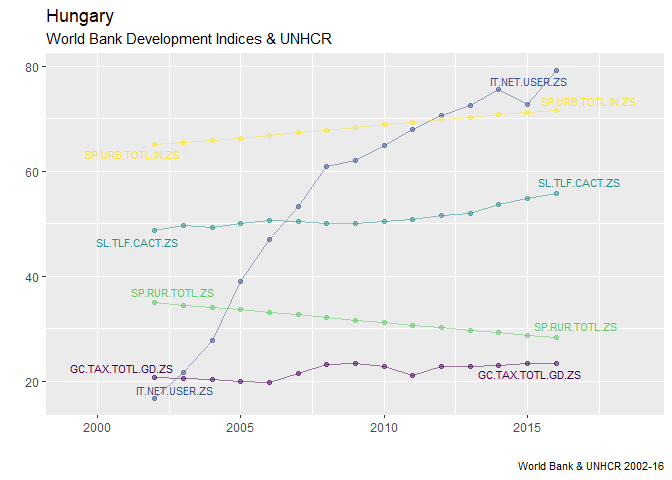 Hungary
World Bank Development Indices & UNHCR
80
IT.NET.USER.ZS
SP.URB.TOTL.IN.ZS
SP.URB.TOTL.IN.ZS
60
SL.TLF.CACT.ZS
SL.TLF.CACT.ZS
40
SP.RUR.TOTL.ZS
SP.RUR.TOTL.ZS
GC.TAX.TOTL.GD.ZS
GC.TAX.TOTL.GD.ZS
20
IT.NET.USER.ZS
2000 2005 2010 2015
World Bank & UNHCR 2002-16